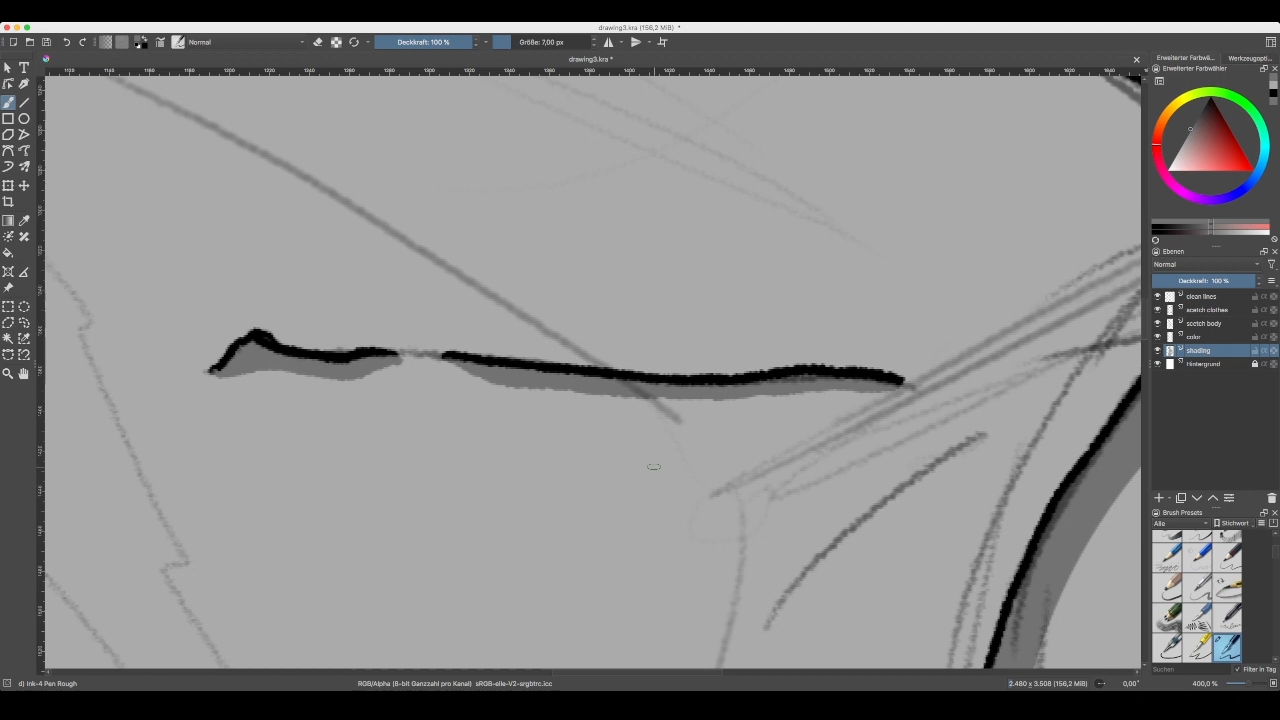 drawing3.kra (156,2 MiB) *
Normal
Deckkraft: 100 %
Größe: 7,00 px
drawing3.kra *
Erweiterter Farbwä...
Werkzeugopti...
Erweiterter Farbwähler
Ebenen
Normal
Deckkraft: 100 %
clean lines
scetch clothes
scetch body
color
shading
Hintergrund
Brush Presets
Alle
Stichwort
Suchen
Filter in Tag
d) Ink-4 Pen Rough
RGB/Alpha (8-bit Ganzzahl pro Kanal) sRGB-elle-V2-srgbtrc.icc
2.480 x 3.508 (156,2 MiB)
0,00°
400,0 %